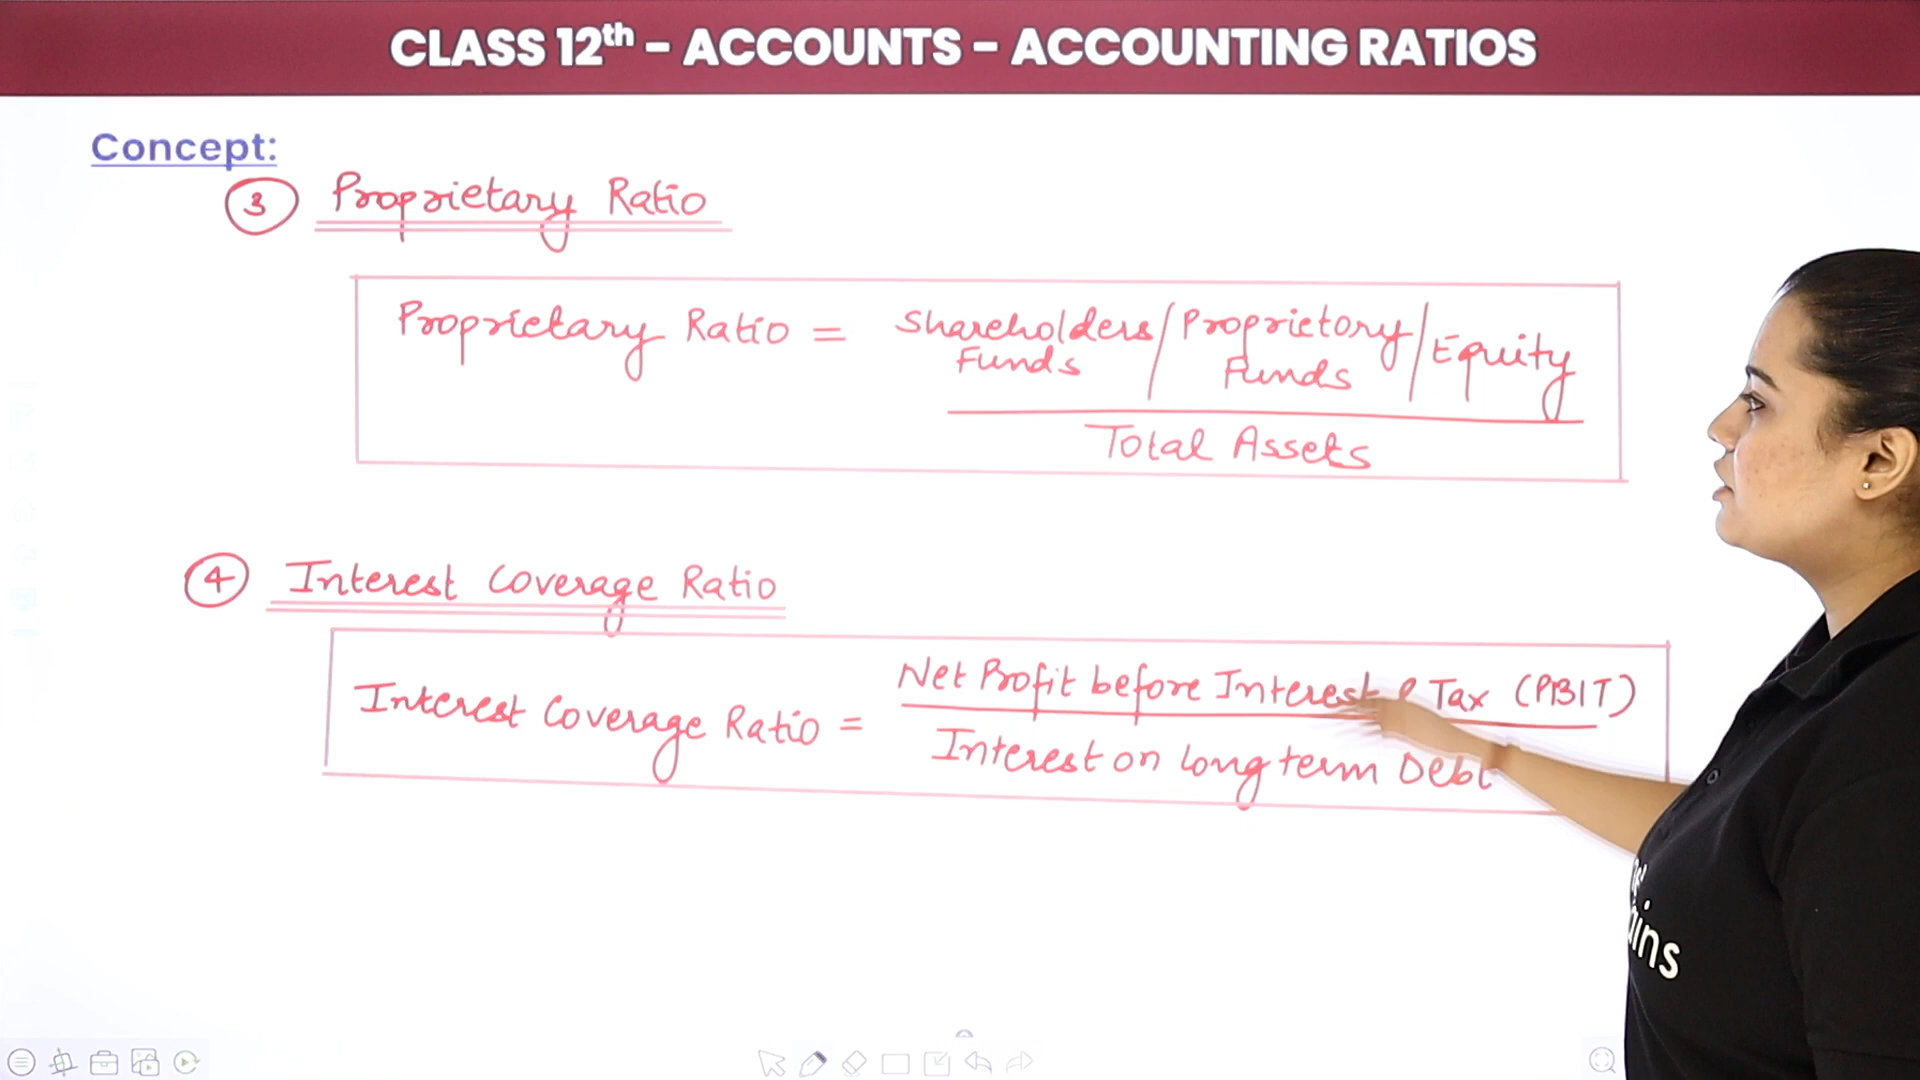 CLASS 12th – ACCOUNTS – ACCOUNTING RATIOS
Concept:
3 Proprietary Ratio
Proprietary Ratio = Shareholders Funds / Proprietory Funds / Equity
Total Assets
4 Interest Coverage Ratio
Interest Coverage Ratio = Net Profit before Interest & Tax (PBIT)
Interest on Long term Debt
ins